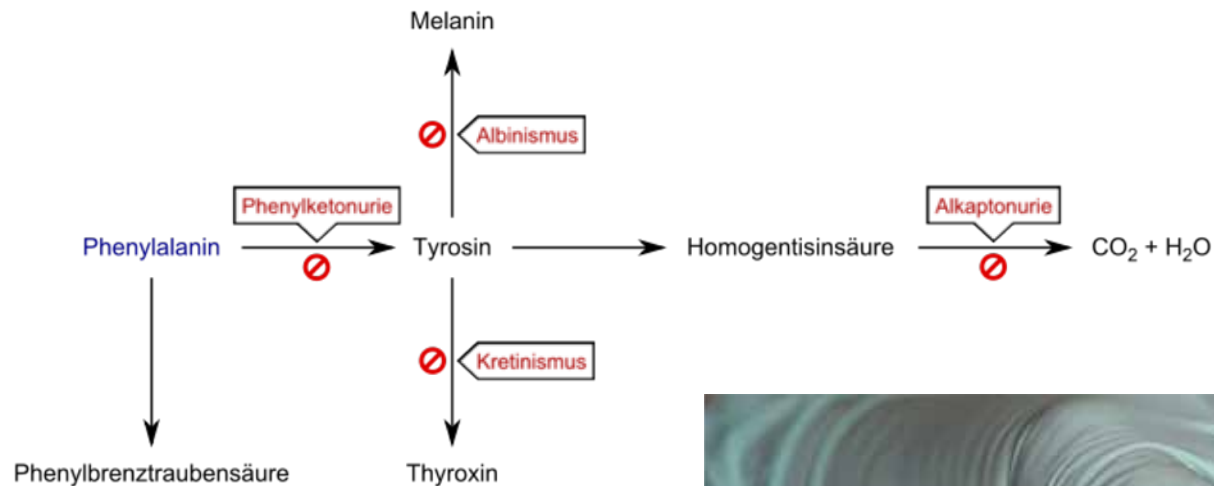 Melanin
Albinismus
Phenylketonurie
Alkaptonurie
Phenylalanin
Tyrosin
Homogentisinsäure
CO₂ + H₂O
Kretinismus
Phenylbrenztraubensäure
Thyroxin